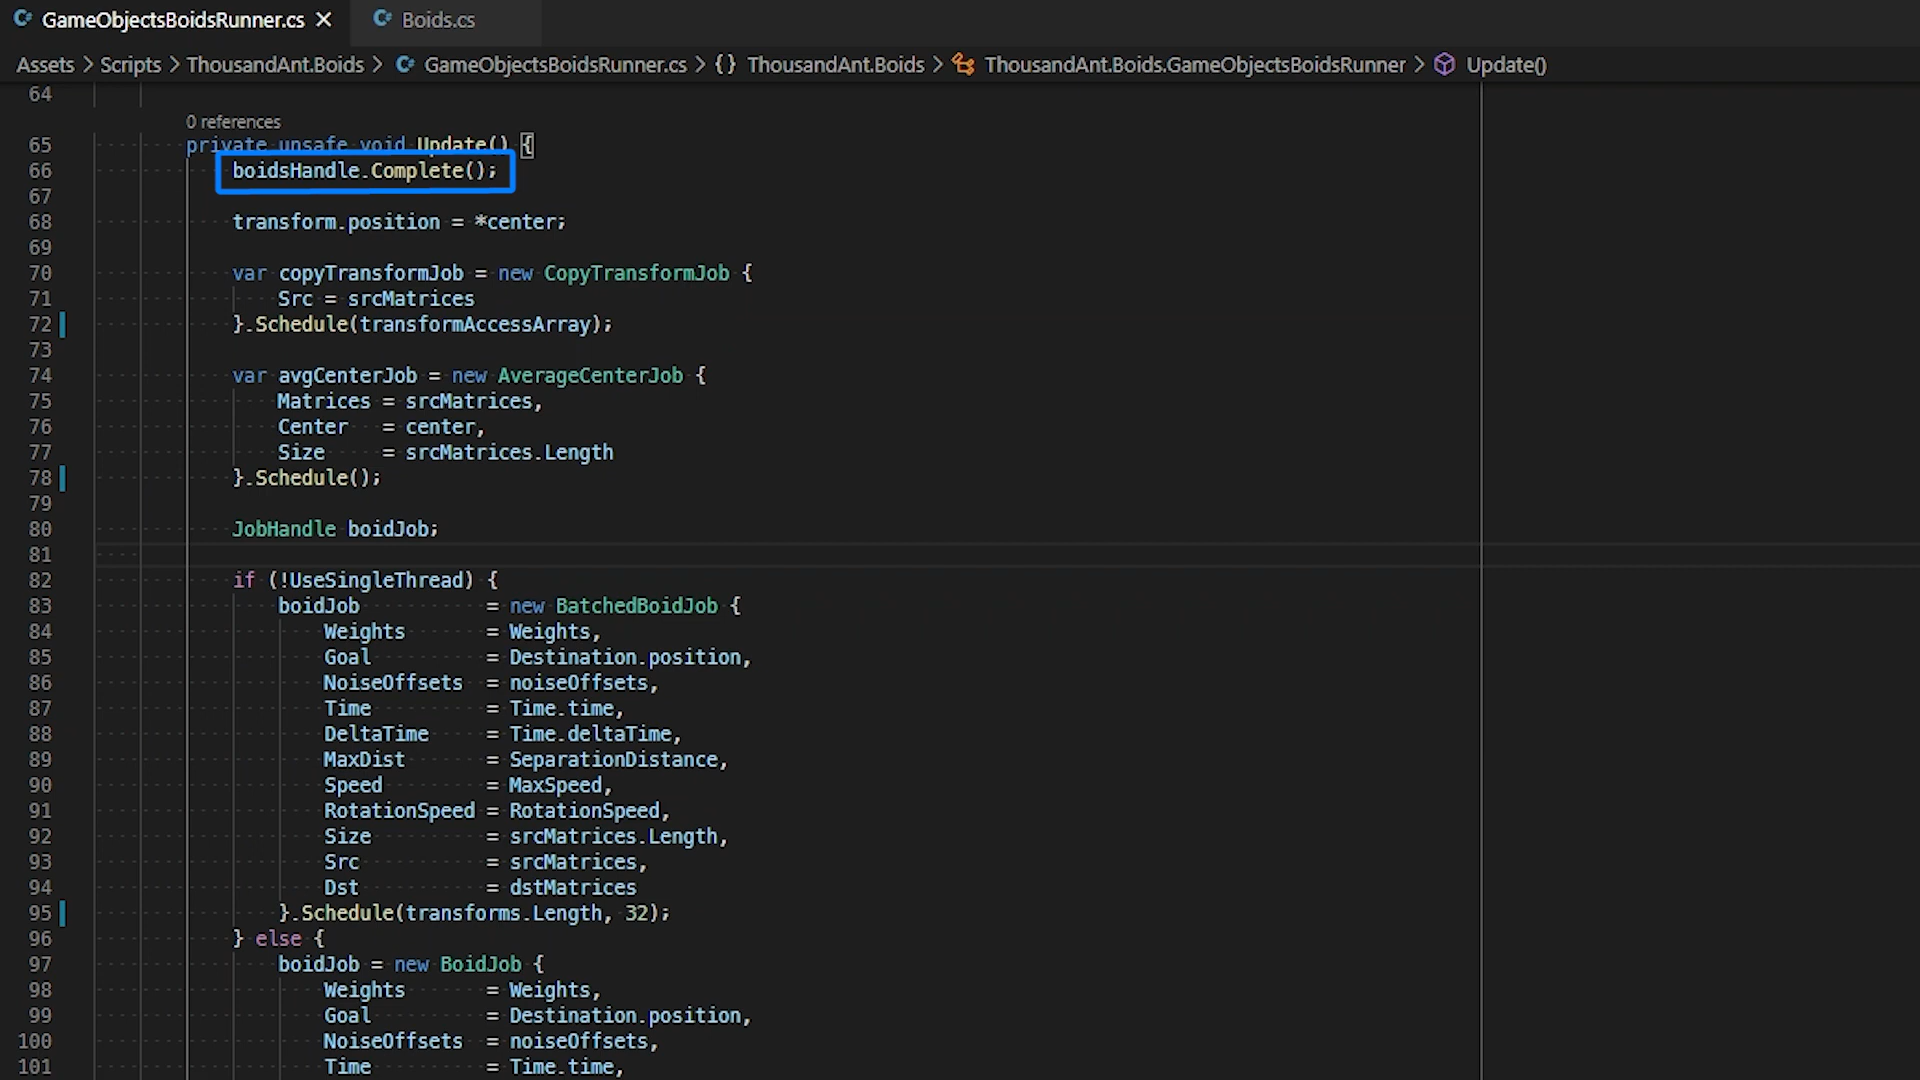 GameObjectsBoidsRunner.cs
Boids.cs
Assets > Scripts > ThousandAnt.Boids > GameObjectsBoidsRunner.cs > {} ThousandAnt.Boids > ThousandAnt.Boids.GameObjectsBoidsRunner > Update()
64
0 references
65 private unsafe void Update() {
66 boidsHandle.Complete();
67
68 transform.position = *center;
69
70 var copyTransformJob = new CopyTransformJob {
71 Src = srcMatrices
72 }.Schedule(transformAccessArray);
73
74 var avgCenterJob = new AverageCenterJob {
75 Matrices = srcMatrices,
76 Center = center,
77 Size = srcMatrices.Length
78 }.Schedule();
79
80 JobHandle boidJob;
81
82 if (!UseSingleThread) {
83 boidJob = new BatchedBoidJob {
84 Weights = Weights,
85 Goal = Destination.position,
86 NoiseOffsets = noiseOffsets,
87 Time = Time.time,
88 DeltaTime = Time.deltaTime,
89 MaxDist = SeparationDistance,
90 Speed = MaxSpeed,
91 RotationSpeed = RotationSpeed,
92 Size = srcMatrices.Length,
93 Src = srcMatrices,
94 Dst = dstMatrices
95 }.Schedule(transforms.Length, 32);
96 } else {
97 boidJob = new BoidJob {
98 Weights = Weights,
99 Goal = Destination.position,
100 NoiseOffsets = noiseOffsets,
101 Time = Time.time,